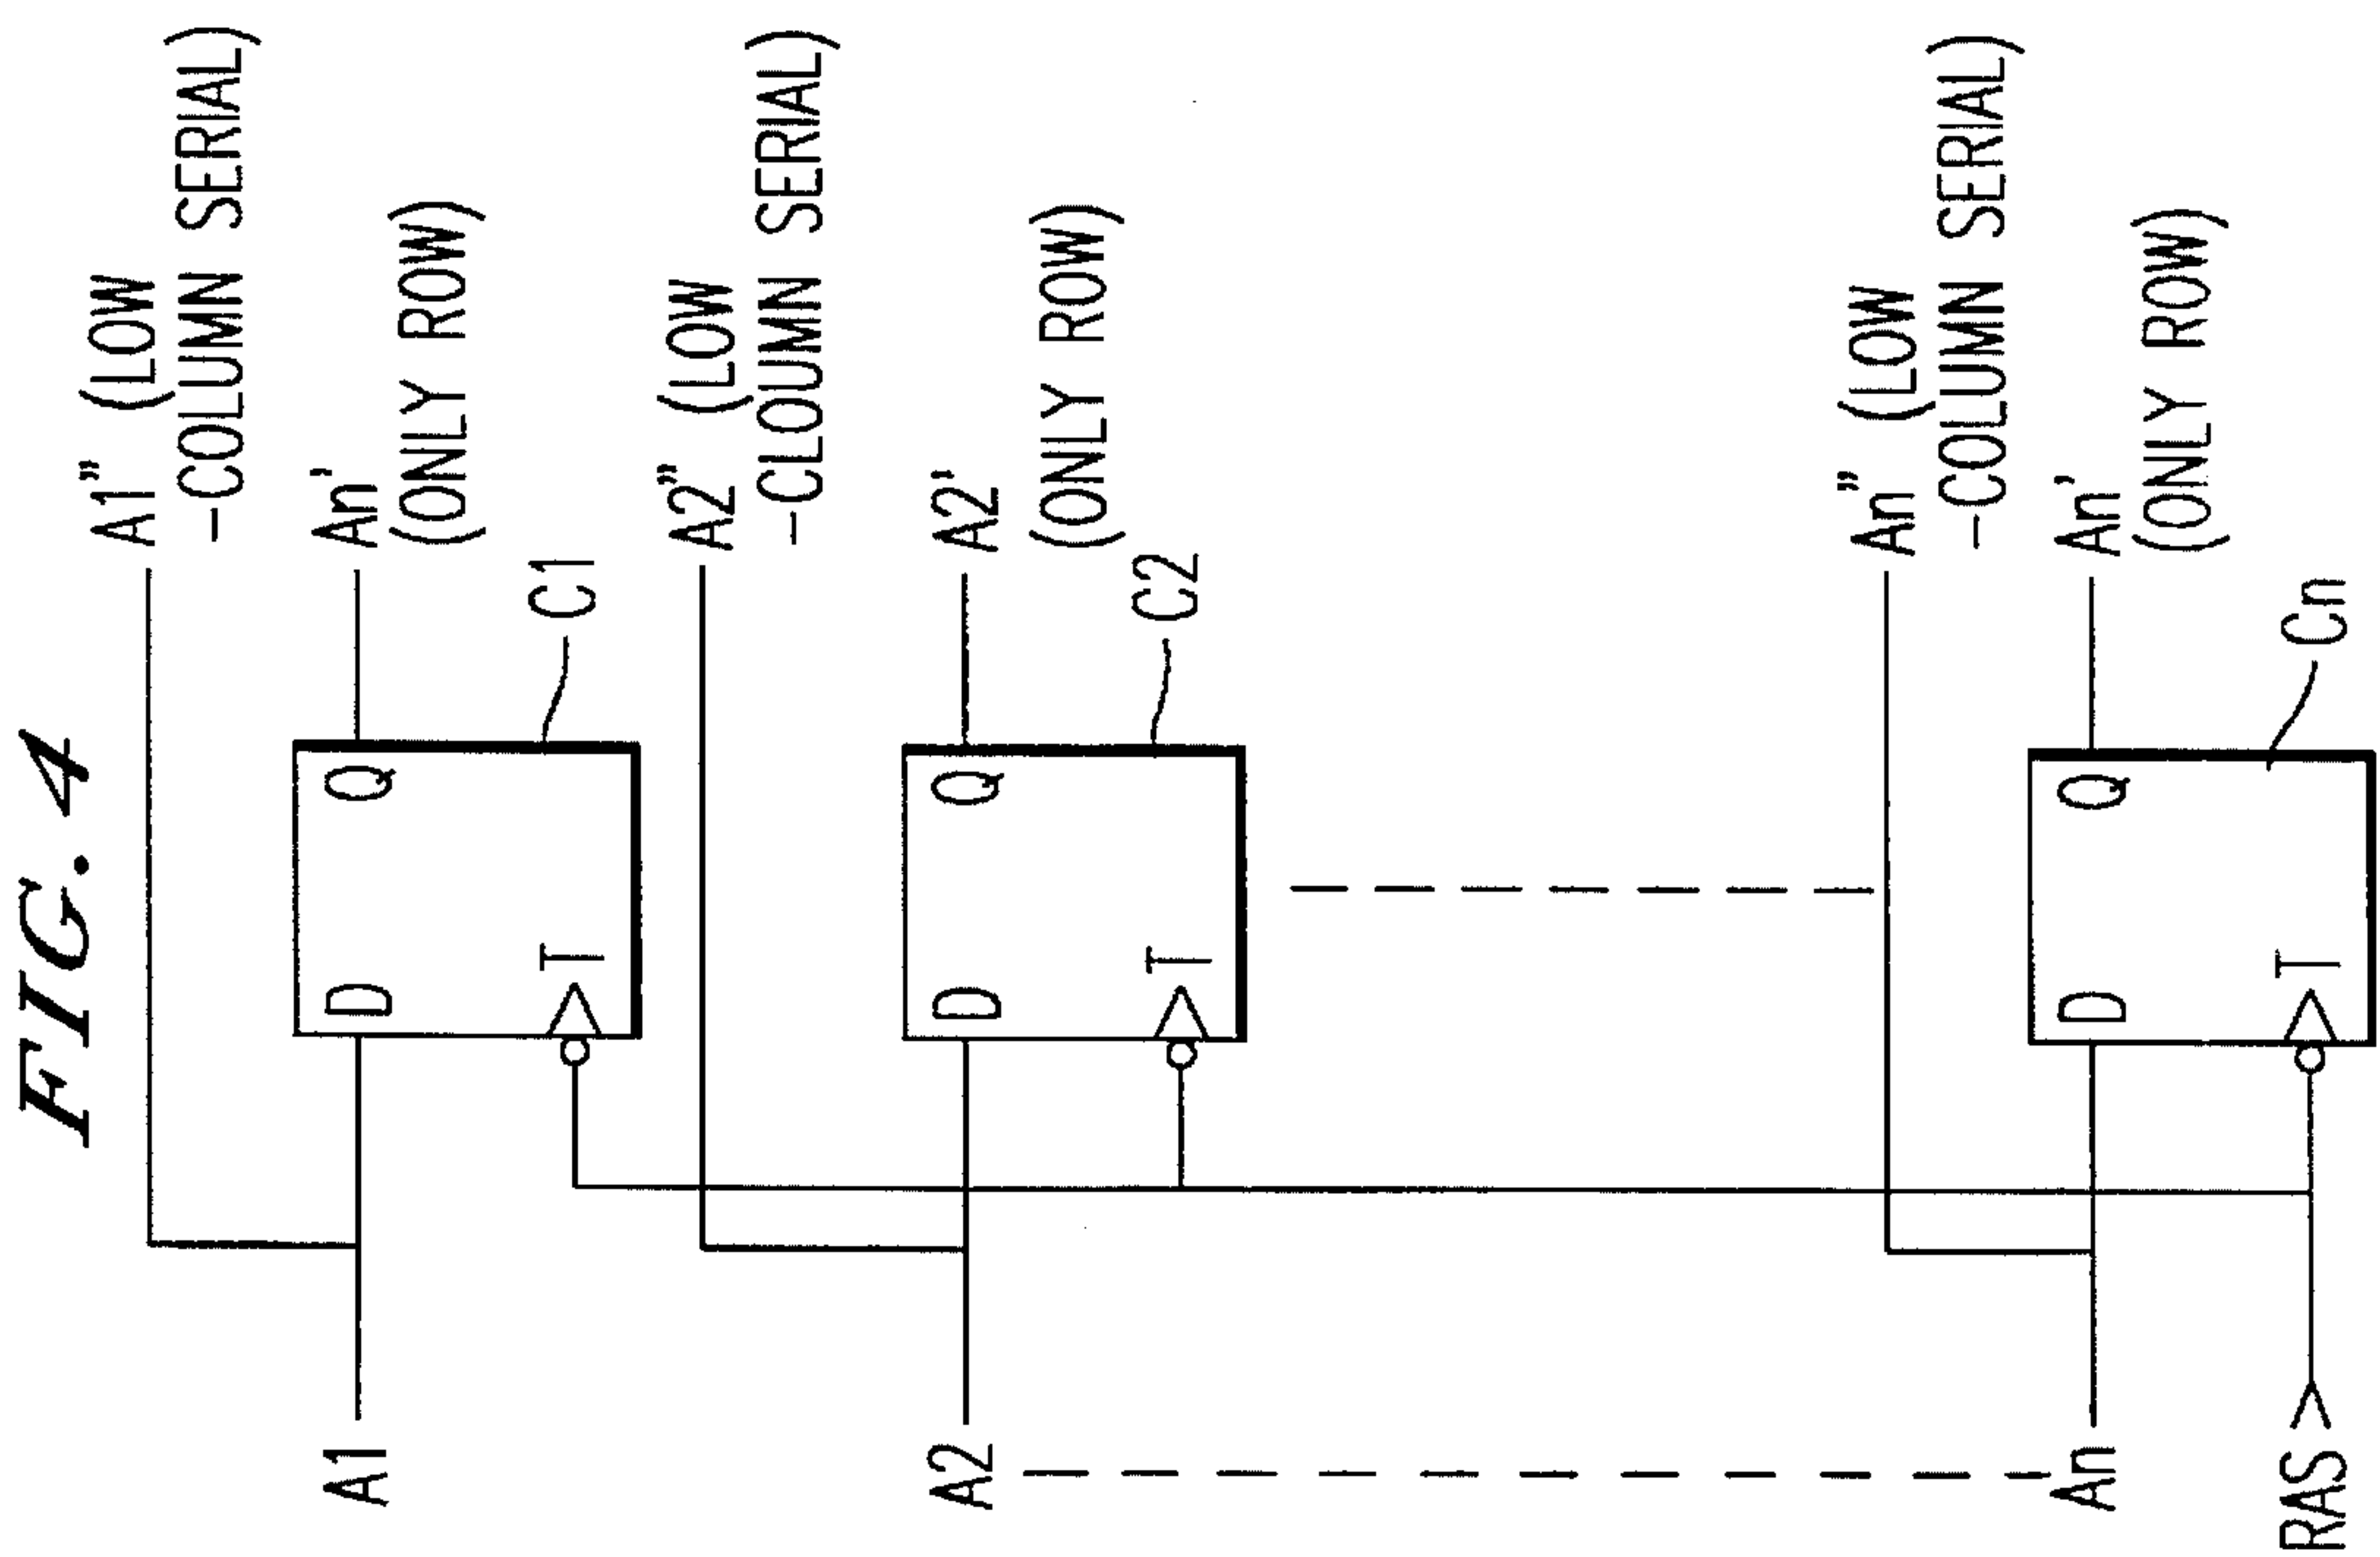 FIG. 4
A1" (LOW
-COLUMN SERIAL)
A1
D
Q
An'
(ONLY ROW)
T
C1
A2" (LOW
-CLOUMN SERIAL)
A2
D
Q
A2'
(ONLY ROW)
T
C2
An" (LOW
-COLUMN SERIAL)
An
D
Q
An'
(ONLY ROW)
T
Cn
RAS